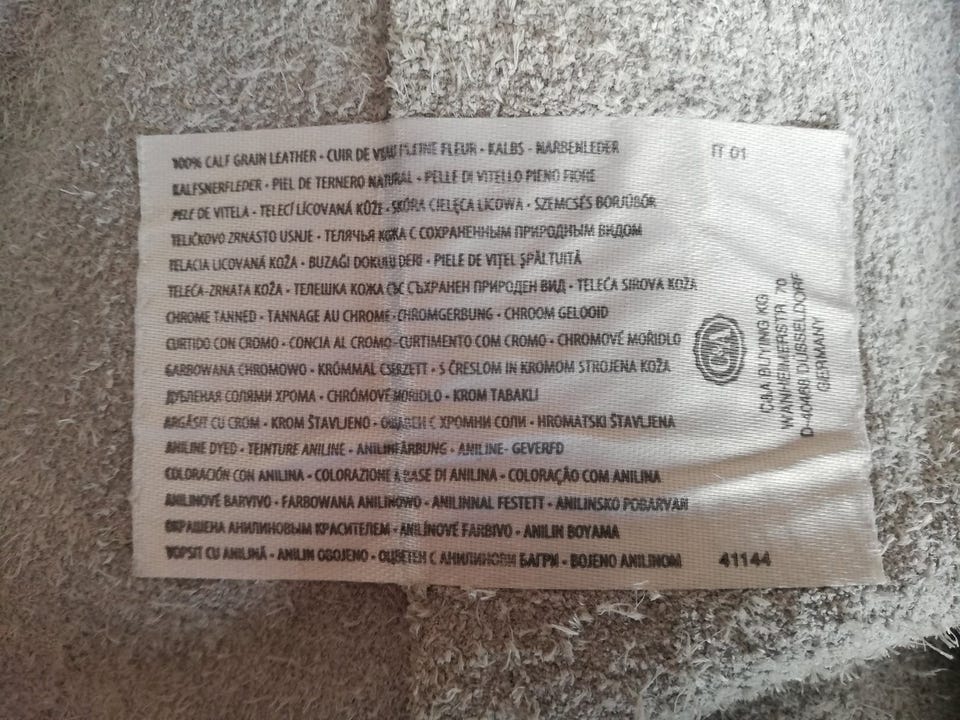 100% CALF GRAIN LEATHER - CUIR DE VEAU PLEINE FLEUR - KALBS - NARBENLEDER
KALFSNERFLEDER - PIEL DE TERNERO NATURAL - PELLE DI VITELLO PIENO FIORE
PELE DE VITELA - TELECÍ LÍCOVANÁ KŮŽE - SKÓRA CIELĘCA LICOWA - SZEMCSÉS BORJÚBŐR
TELIČKOVO ZRNASTO USNJE - ТЕЛЯЧЬЯ КОЖА С СОХРАНЕННЫМ ПРИРОДНЫМ ВИДОМ
TELACIA LICOVANÁ KOŽA - BUZAĞI DOKULU DERI - PIELE DE VIŢEL ŞPĂLTUITĂ
TELEĆA-ZRNATA KOŽA - ТЕЛЕШКА КОЖА СЪС СЪХРАНЕН ПРИРОДЕН ВИД - TELEĆA SIROVA KOŽA
CHROME TANNED - TANNAGE AU CHROME - CHROMGERBUNG - CHROOM GELOOID
CURTIDO CON CROMO - CONCIA AL CROMO - CURTIMENTO COM CROMO - CHROMOVÉ MOŘIDLO
GARBOWANA CHROMOWO - KRÓMMAL CSERZETT - S ČRESLOM IN KROMOM STROJENA KOŽA
ДУБЛЕНАЯ СОЛЯМИ ХРОМА - CHRÓMOVÉ MORIDLO - KROM TABAKLI
ARGĂSIT CU CROM - KROM ŠTAVLJENO - ОЩАВЕН С ХРОМНИ СОЛИ - HROMATSKI ŠTAVLJENA
ANILINE DYED - TEINTURE ANILINE - ANILINFÄRBUNG - ANILINE- GEVERFD
COLORACIÓN CON ANILINA - COLORAZIONE A BASE DI ANILINA - COLORAÇÃO COM ANILINA
ANILINOVÉ BARVIVO - FARBOWANA ANILINOWO - ANILINNAL FESTETT - ANILINSKO POBARVAN
ОКРАШЕНА АНИЛИНОВЫМ КРАСИТЕЛЕМ - ANILÍNOVÉ FARBIVO - ANILIN BOYAMA
VOPSIT CU ANILINĂ - ANILIN OBOJENO - ОЦВЕТЕН С АНИЛИНОВИ БАГРИ - BOJENO ANILINOM
IT 01
C&A
C&A BUYING KG
WANHEIMERSTR. 70
D-40468 DÜSSELDORF
GERMANY
41144